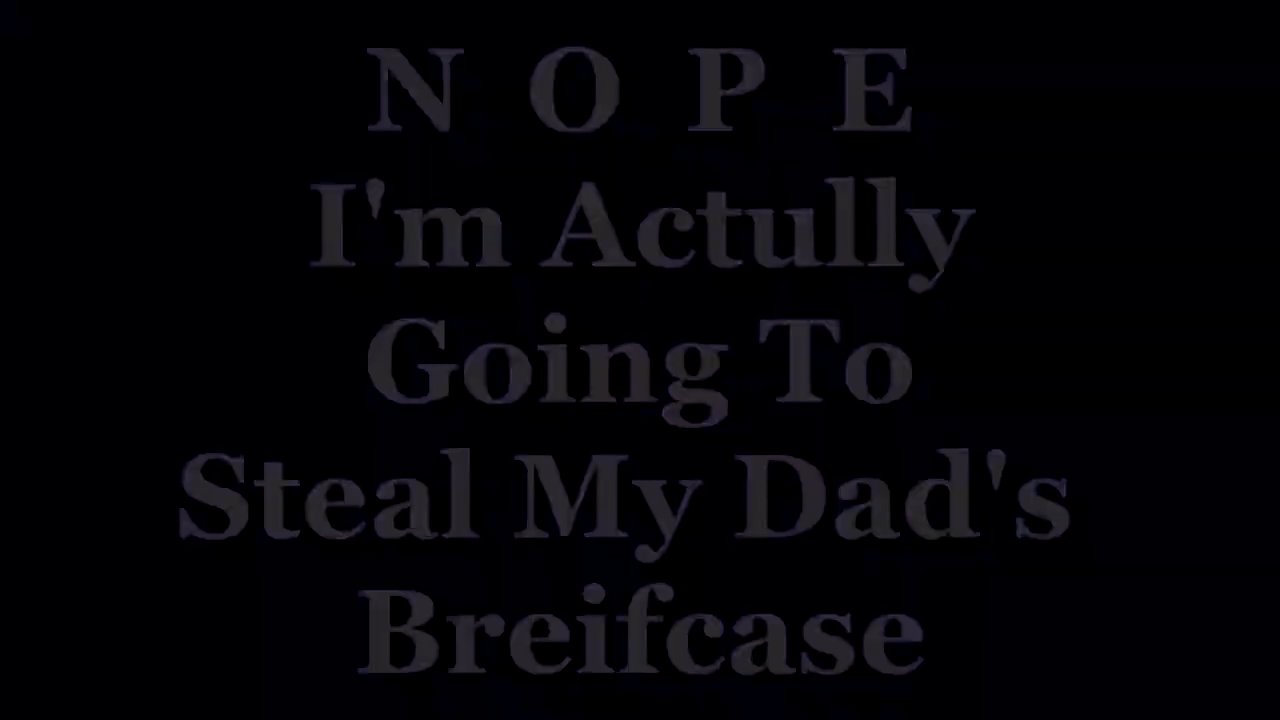 N O P E
I'm Actully
Going To
Steal My Dad's
Breifcase